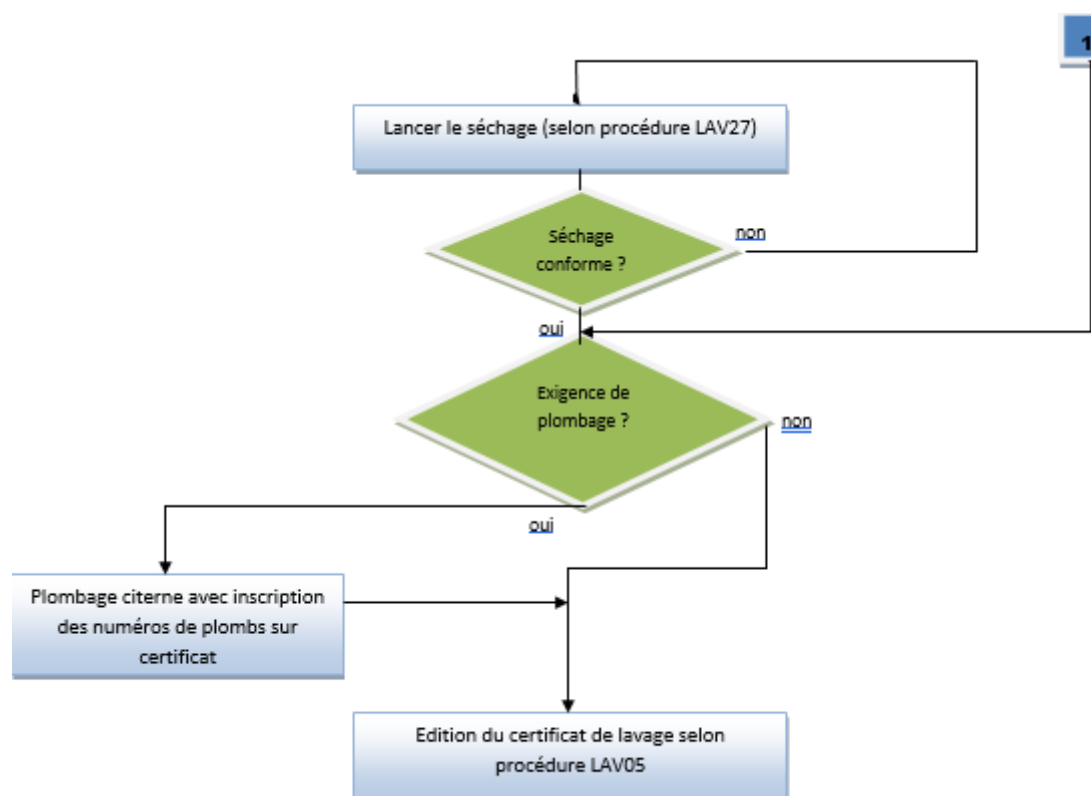 1
Lancer le séchage (selon procédure LAV27)
Séchage
conforme ?
non
oui
Exigence de
plombage ?
non
oui
Plombage citerne avec inscription
des numéros de plombs sur
certificat
Edition du certificat de lavage selon
procédure LAV05